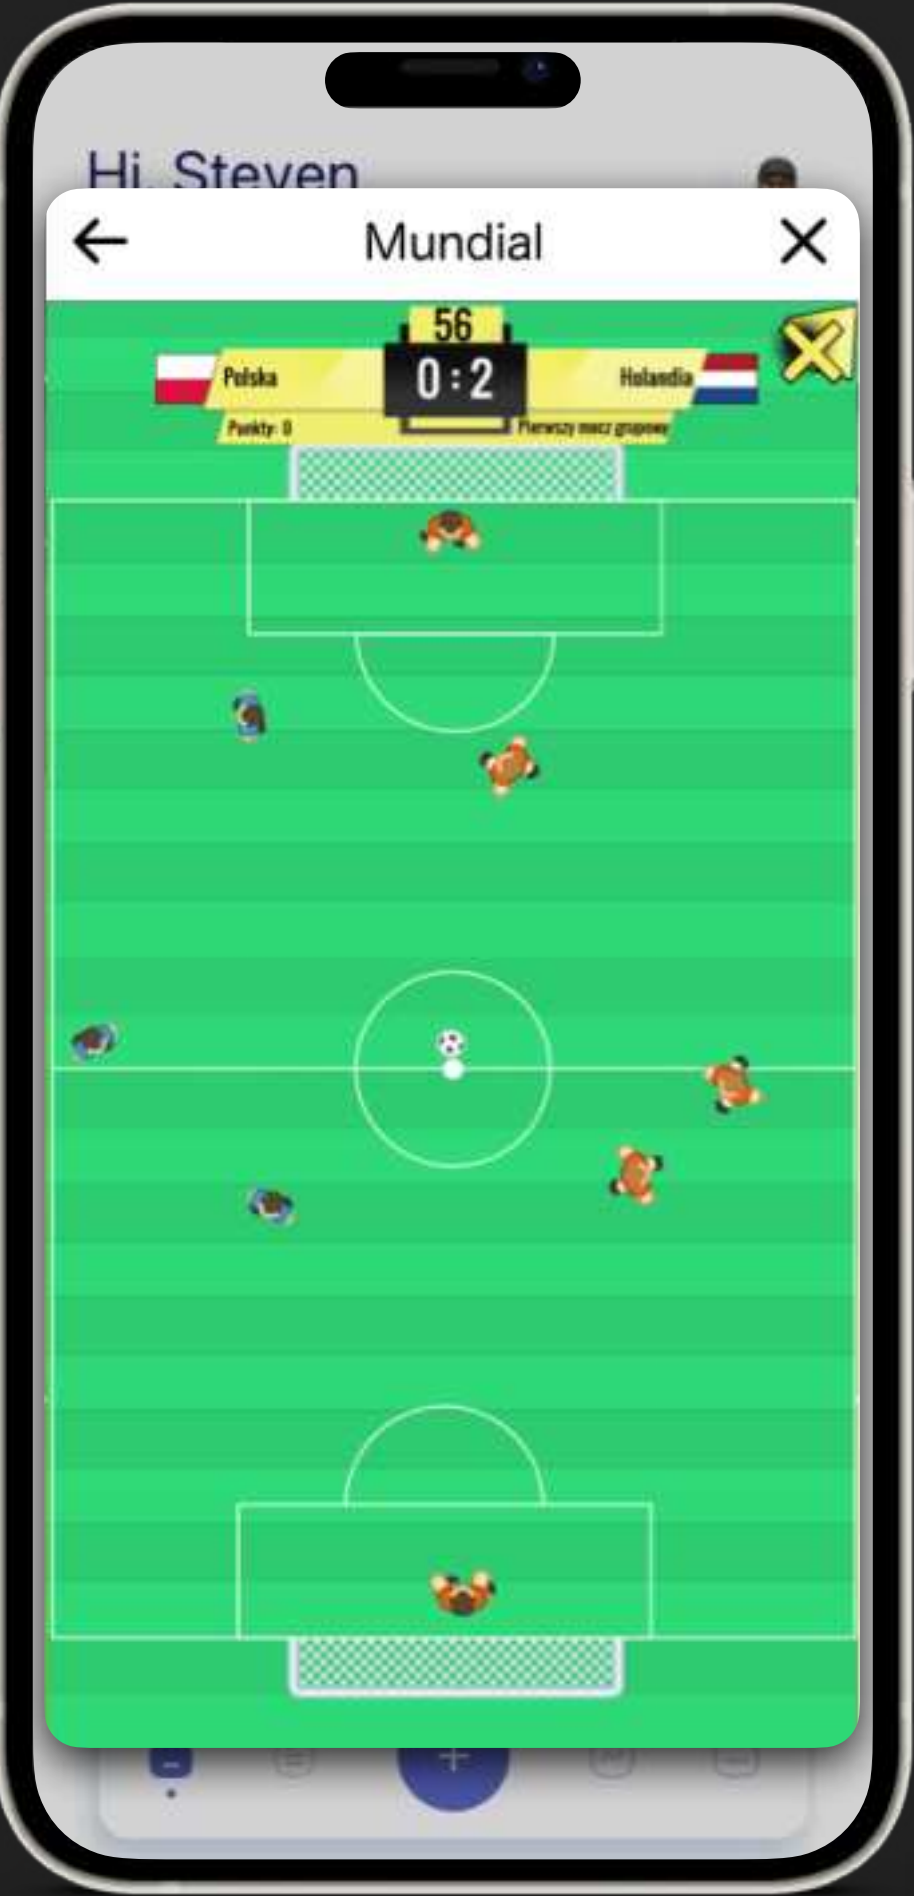 Hi, Steven
Mundial
56
Polska
0 : 2
Holandia
Punkty: 0
Pierwszy mecz grupowy